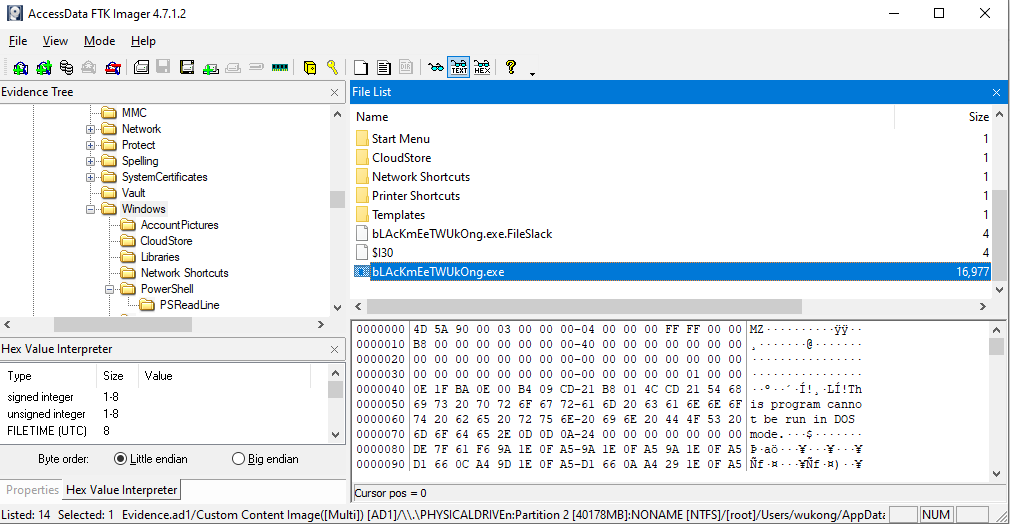 AccessData FTK Imager 4.7.1.2
File View Mode Help
Evidence Tree
MMC
Network
Protect
Spelling
SystemCertificates
Vault
Windows
AccountPictures
CloudStore
Libraries
Network Shortcuts
PowerShell
PSReadLine
File List
Name Size
Start Menu 1
CloudStore 1
Network Shortcuts 1
Printer Shortcuts 1
Templates 1
bLAcKmEeTWUkOng.exe.FileSlack 4
$I30 4
bLAcKmEeTWUkOng.exe 16,977
Hex Value Interpreter
Type Size Value
signed integer 1-8
unsigned integer 1-8
FILETIME (UTC) 8
Byte order: Little endian Big endian
Properties Hex Value Interpreter
0000000 4D 5A 90 00 03 00 00 00-04 00 00 00 FF FF 00 00 MZ··········ÿÿ··
0000010 B8 00 00 00 00 00 00 00-40 00 00 00 00 00 00 00 ¸·······@·······
0000020 00 00 00 00 00 00 00 00-00 00 00 00 00 00 00 00 ················
0000030 00 00 00 00 00 00 00 00-00 00 00 00 00 01 00 00 ················
0000040 0E 1F BA 0E 00 B4 09 CD-21 B8 01 4C CD 21 54 68 ··º··´·Í!¸·LÍ!Th
0000050 69 73 20 70 72 6F 67 72-61 6D 20 63 61 6E 6E 6F is program canno
0000060 74 20 62 65 20 72 75 6E-20 69 6E 20 44 4F 53 20 t be run in DOS
0000070 6D 6F 64 65 2E 0D 0D 0A-24 00 00 00 00 00 00 00 mode.···$·······
0000080 DE 7F 61 F6 9A 1E 0F A5-9A 1E 0F A5 9A 1E 0F A5 Þ·aö···¥···¥···¥
0000090 D1 66 0C A4 9D 1E 0F A5-D1 66 0A A4 29 1E 0F A5 Ñf·¤···¥Ñf·¤)··¥
Cursor pos = 0
Listed: 14 Selected: 1 Evidence.ad1/Custom Content Image([Multi]) [AD1]/\\.\PHYSICALDRIVEn:Partition 2 [40178MB]:NONAME [NTFS]/[root]/Users/wukong/AppData NUM